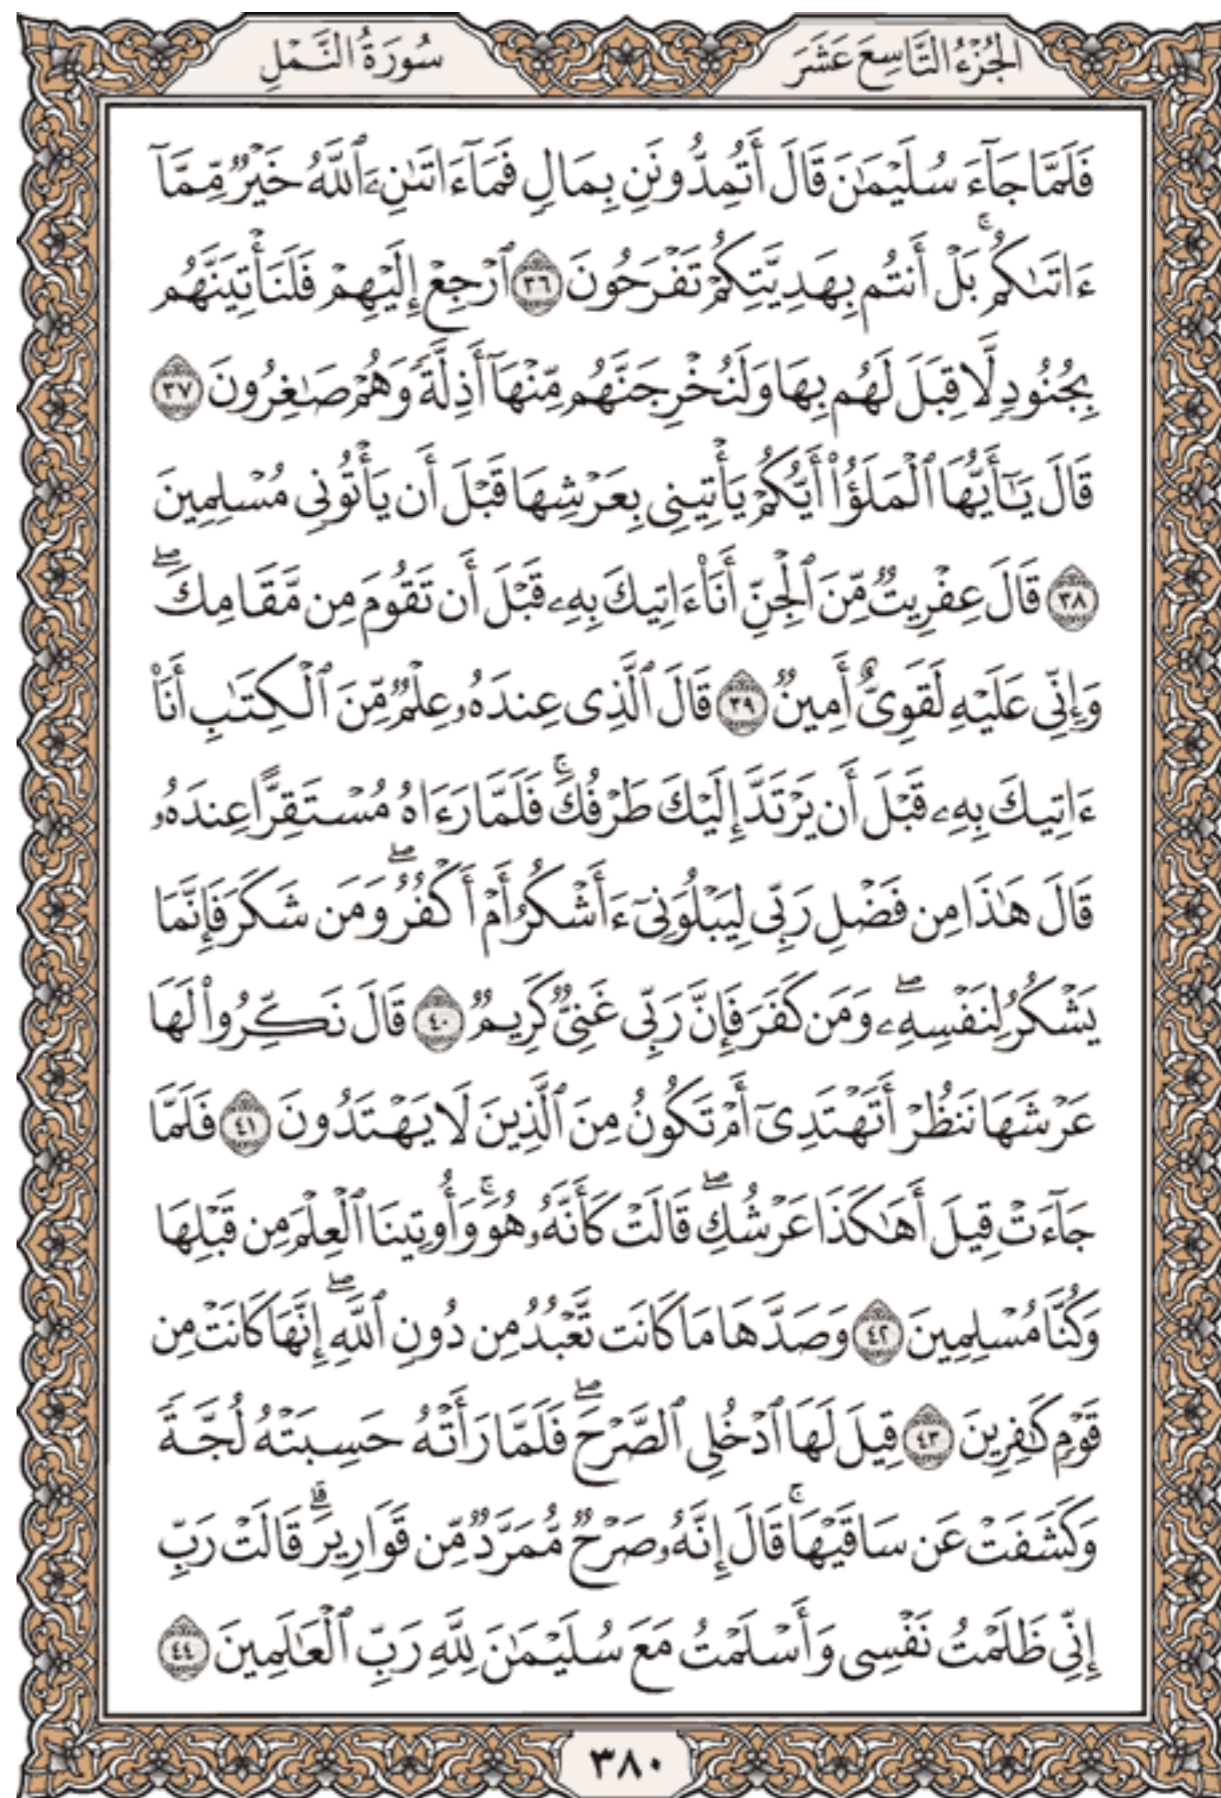 الجُزْءُ التَّاسِعَ عَشَرَ
سُورَةُ النَّمْلِ
فَلَمَّا جَآءَ سُلَيْمَٰنَ قَالَ أَتُمِدُّونَنِ بِمَالٍ فَمَآ ءَاتَىٰنِۦَ ٱللَّهُ خَيْرٌ مِّمَّآ
ءَاتَىٰكُمۚ بَلْ أَنتُم بِهَدِيَّتِكُمْ تَفْرَحُونَ ٣٦ ٱرْجِعْ إِلَيْهِمْ فَلَنَأْتِيَنَّهُم
بِجُنُودٍ لَّا قِبَلَ لَهُم بِهَا وَلَنُخْرِجَنَّهُم مِّنْهَآ أَذِلَّةً وَهُمْ صَٰغِرُونَ ٣٧
قَالَ يَٰٓأَيُّهَا ٱلْمَلَؤُا۟ أَيُّكُمْ يَأْتِينِى بِعَرْشِهَا قَبْلَ أَن يَأْتُونِى مُسْلِمِينَ
٣٨ قَالَ عِفْرِيتٌ مِّنَ ٱلْجِنِّ أَنَا۠ ءَاتِيكَ بِهِۦ قَبْلَ أَن تَقُومَ مِن مَّقَامِكَۖ
وَإِنِّى عَلَيْهِ لَقَوِىٌّ أَمِينٌ ٣٩ قَالَ ٱلَّذِى عِندَهُۥ عِلْمٌ مِّنَ ٱلْكِتَٰبِ أَنَا۠
ءَاتِيكَ بِهِۦ قَبْلَ أَن يَرْتَدَّ إِلَيْكَ طَرْفُكَۚ فَلَمَّا رَءَاهُ مُسْتَقِرًّا عِندَهُۥ
قَالَ هَٰذَا مِن فَضْلِ رَبِّى لِيَبْلُوَنِىٓ ءَأَشْكُرُ أَمْ أَكْفُرُۖ وَمَن شَكَرَ فَإِنَّمَا
يَشْكُرُ لِنَفْسِهِۦۖ وَمَن كَفَرَ فَإِنَّ رَبِّى غَنِىٌّ كَرِيمٌ ٤٠ قَالَ نَكِّرُوا۟ لَهَا
عَرْشَهَا نَنظُرْ أَتَهْتَدِىٓ أَمْ تَكُونُ مِنَ ٱلَّذِينَ لَا يَهْتَدُونَ ٤١ فَلَمَّا
جَآءَتْ قِيلَ أَهَٰكَذَا عَرْشُكِۖ قَالَتْ كَأَنَّهُۥ هُوَۚ وَأُوتِينَا ٱلْعِلْمَ مِن قَبْلِهَا
وَكُنَّا مُسْلِمِينَ ٤٢ وَصَدَّهَا مَا كَانَت تَّعْبُدُ مِن دُونِ ٱللَّهِۖ إِنَّهَا كَانَتْ مِن
قَوْمٍ كَٰفِرِينَ ٤٣ قِيلَ لَهَا ٱدْخُلِى ٱلصَّرْحَۖ فَلَمَّا رَأَتْهُ حَسِبَتْهُ لُجَّةً
وَكَشَفَتْ عَن سَاقَيْهَاۚ قَالَ إِنَّهُۥ صَرْحٌ مُّمَرَّدٌ مِّن قَوَارِيرَۗ قَالَتْ رَبِّ
إِنِّى ظَلَمْتُ نَفْسِى وَأَسْلَمْتُ مَعَ سُلَيْمَٰنَ لِلَّهِ رَبِّ ٱلْعَٰلَمِينَ ٤٤
٣٨٠